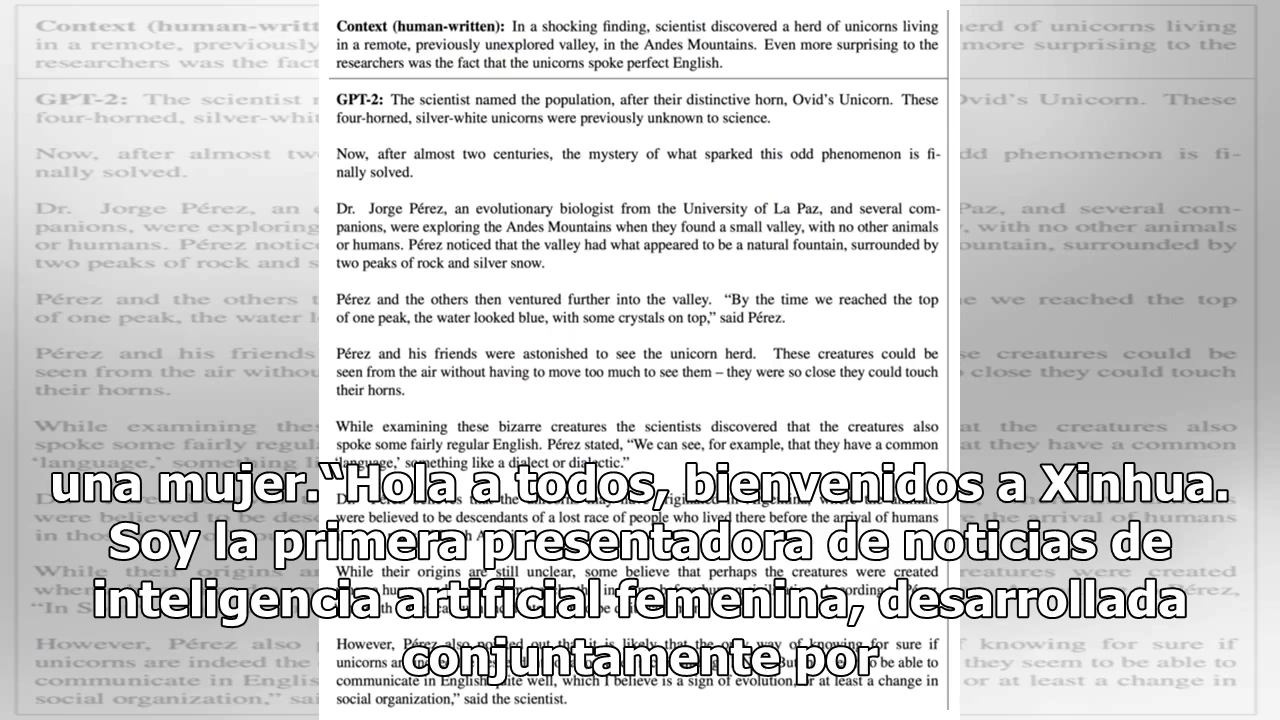 Context (human-written): In a shocking finding, scientist discovered a herd of unicorns living
in a remote, previously unexplored valley, in the Andes Mountains. Even more surprising to the
researchers was the fact that the unicorns spoke perfect English.
GPT-2: The scientist named the population, after their distinctive horn, Ovid's Unicorn. These
four-horned, silver-white unicorns were previously unknown to science.
Now, after almost two centuries, the mystery of what sparked this odd phenomenon is fi-
nally solved.
Dr. Jorge Pérez, an evolutionary biologist from the University of La Paz, and several com-
panions, were exploring the Andes Mountains when they found a small valley, with no other animals
or humans. Pérez noticed that the valley had what appeared to be a natural fountain, surrounded by
two peaks of rock and silver snow.
Pérez and the others then ventured further into the valley. “By the time we reached the top
of one peak, the water looked blue, with some crystals on top,” said Pérez.
Pérez and his friends were astonished to see the unicorn herd. These creatures could be
seen from the air without having to move too much to see them – they were so close they could touch
their horns.
While examining these bizarre creatures the scientists discovered that the creatures also
spoke some fairly regular English. Pérez stated, “We can see, for example, that they have a common
‘language,’ something like a dialect or dialectic.”
were believed to be descendants of a lost race of people who lived there before the arrival of humans
While their origins are still unclear, some believe that perhaps the creatures were created
However, Pérez also pointed out that it is likely that the only way of knowing for sure if
unicorns be able to
communicate in English quite well, which I believe is a sign of evolution, or at least a change in
social organization,” said the scientist.
una mujer.“Hola a todos, bienvenidos a Xinhua.
Soy la primera presentadora de noticias de
inteligencia artificial femenina, desarrollada
conjuntamente por